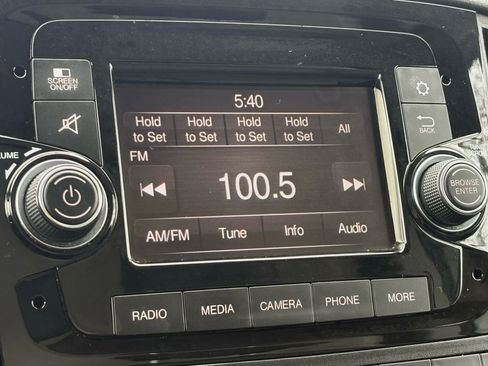 SCREEN
ON/OFF
5:40
Hold
to Set
Hold
to Set
Hold
to Set
Hold
to Set
All
BACK
FM
100.5
BROWSE
ENTER
AM/FM
Tune
Info
Audio
RADIO
MEDIA
CAMERA
PHONE
MORE